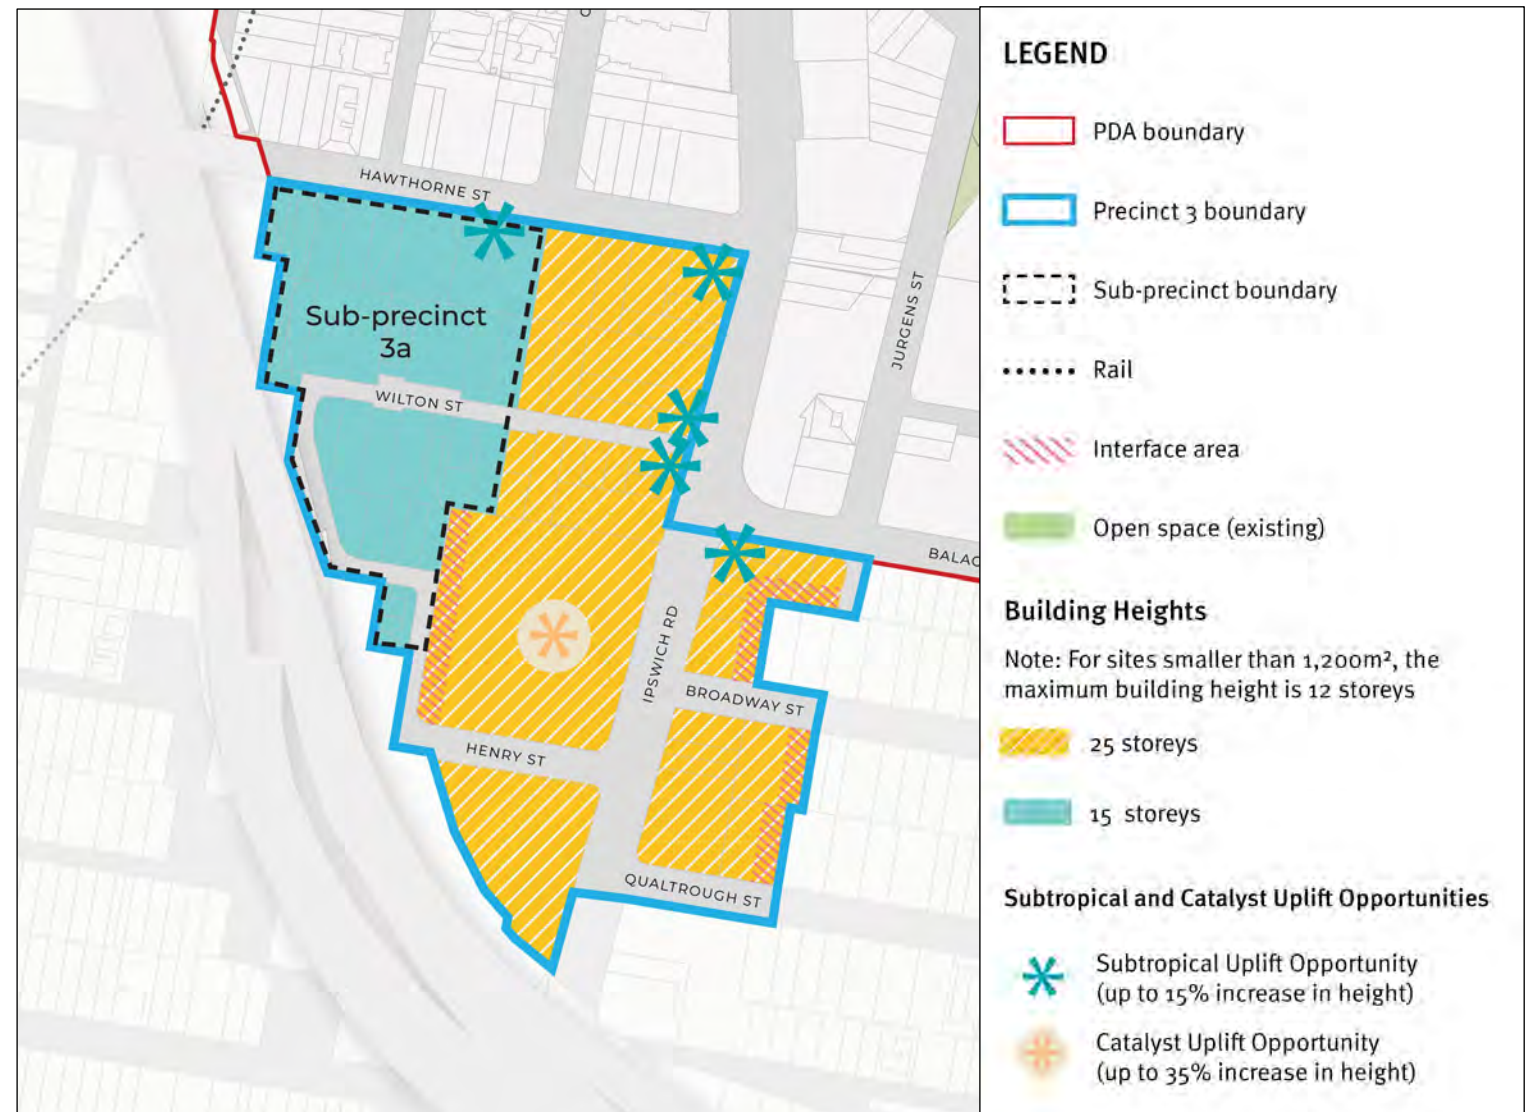 HAWTHORNE ST
Sub-precinct
3a
WILTON ST
JURGENS ST
BALAC
IPSWICH RD
BROADWAY ST
HENRY ST
QUALTROUGH ST
LEGEND
PDA boundary
Precinct 3 boundary
Sub-precinct boundary
Rail
Interface area
Open space (existing)
Building Heights
Note: For sites smaller than 1,200m², the
maximum building height is 12 storeys
25 storeys
15 storeys
Subtropical and Catalyst Uplift Opportunities
Subtropical Uplift Opportunity
(up to 15% increase in height)
Catalyst Uplift Opportunity
(up to 35% increase in height)